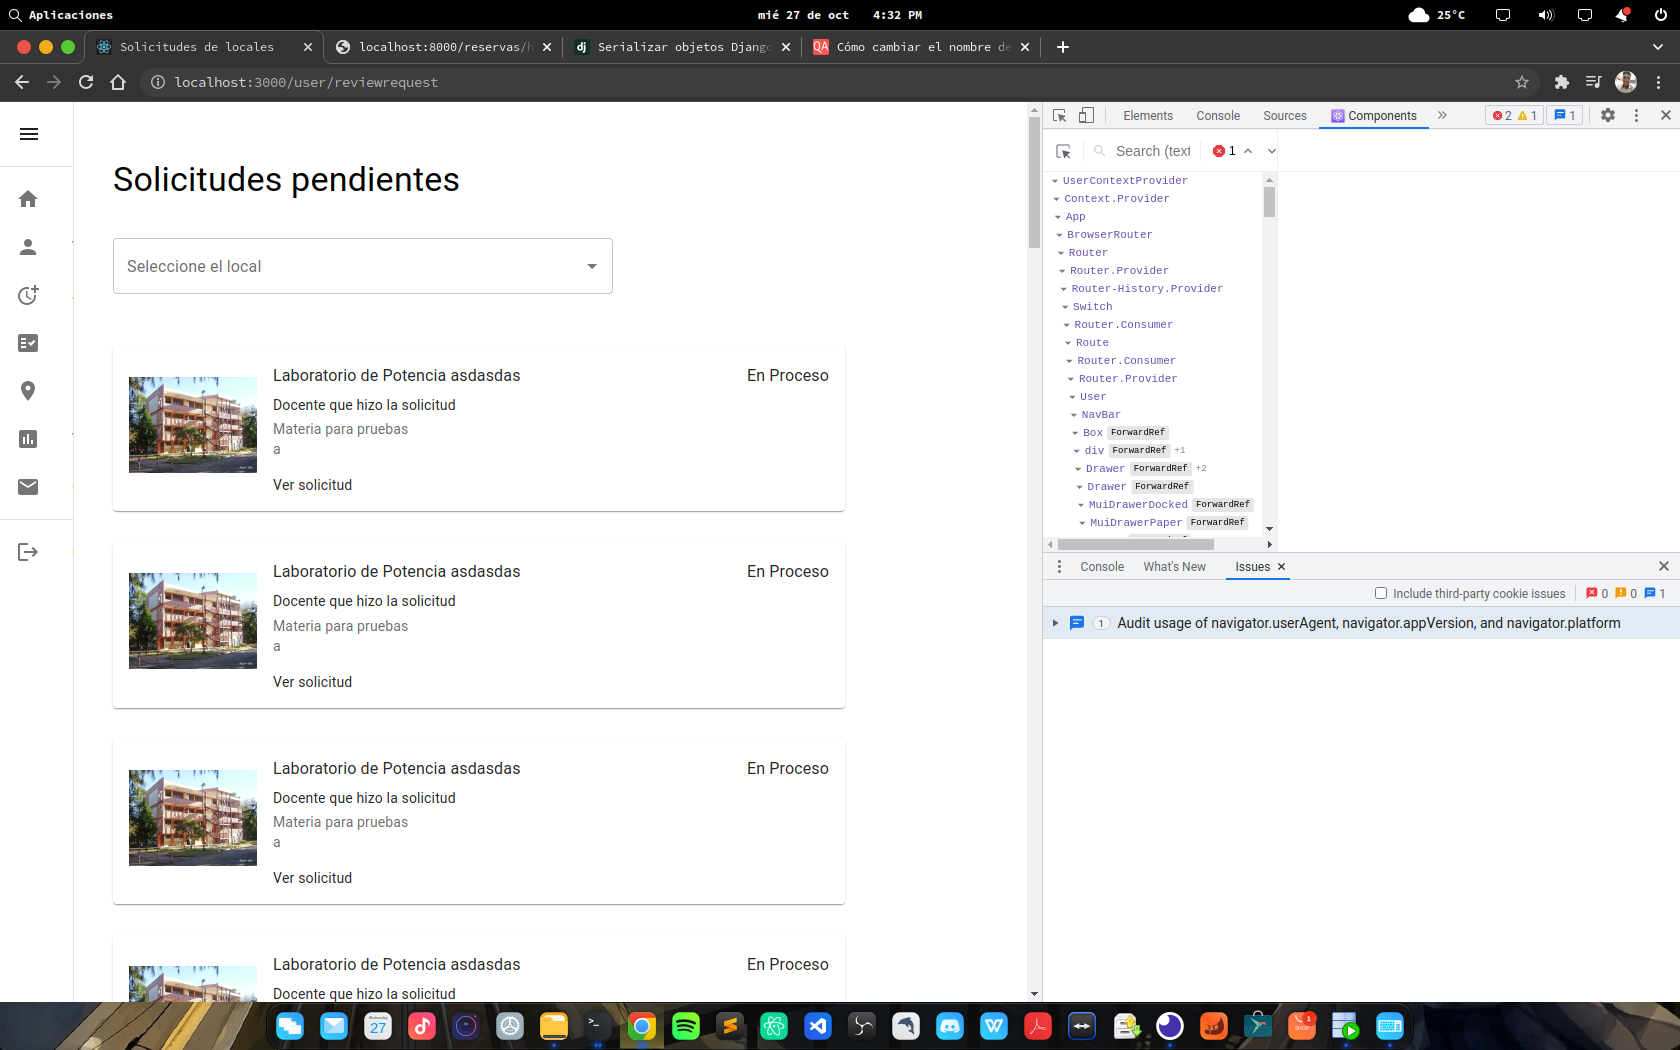 Aplicaciones
mié 27 de oct 4:32 PM
25°C
Solicitudes de locales
localhost:8000/reservas/h
Serializar objetos Django
Cómo cambiar el nombre de
localhost:3000/user/reviewrequest
Solicitudes pendientes
Seleccione el local
Laboratorio de Potencia asdasdas
En Proceso
Docente que hizo la solicitud
Materia para pruebas
a
Ver solicitud
Laboratorio de Potencia asdasdas
En Proceso
Docente que hizo la solicitud
Materia para pruebas
a
Ver solicitud
Laboratorio de Potencia asdasdas
En Proceso
Docente que hizo la solicitud
Materia para pruebas
a
Ver solicitud
Laboratorio de Potencia asdasdas
En Proceso
Docente que hizo la solicitud
Elements Console Sources Components 2 1 1
Search (text 1
UserContextProvider
Context.Provider
App
BrowserRouter
Router
Router.Provider
Router-History.Provider
Switch
Router.Consumer
Route
Router.Consumer
Router.Provider
User
NavBar
Box ForwardRef
div ForwardRef +1
Drawer ForwardRef +2
Drawer ForwardRef
MuiDrawerDocked ForwardRef
MuiDrawerPaper ForwardRef
Console What's New Issues
Include third-party cookie issues 0 0 1
1 Audit usage of navigator.userAgent, navigator.appVersion, and navigator.platform
27